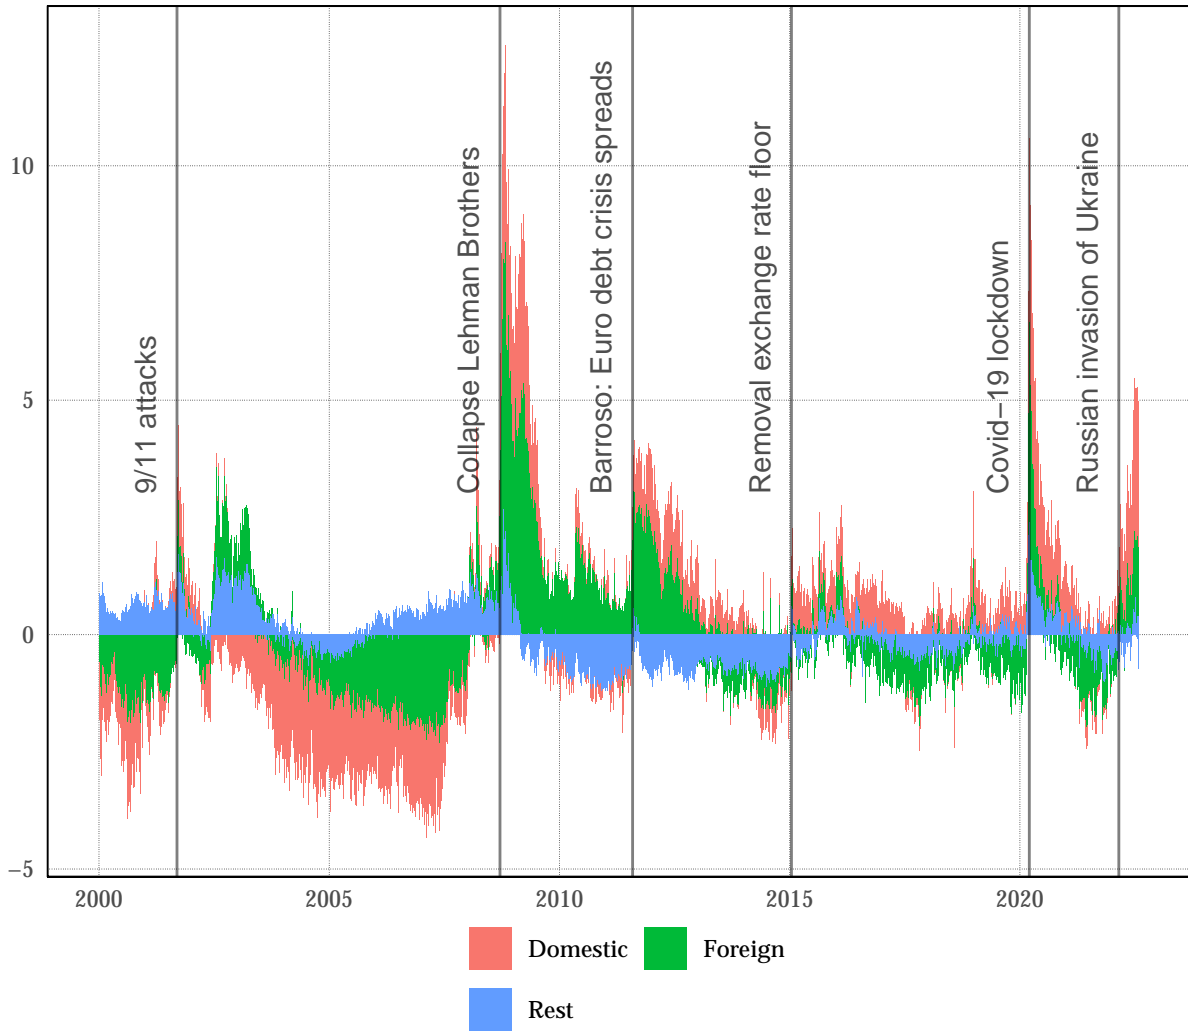 10
5
0
−5
9/11 attacks
Collapse Lehman Brothers
Barroso: Euro debt crisis spreads
Removal exchange rate floor
Covid−19 lockdown
Russian invasion of Ukraine
2000
2005
2010
2015
2020
Domestic
Foreign
Rest